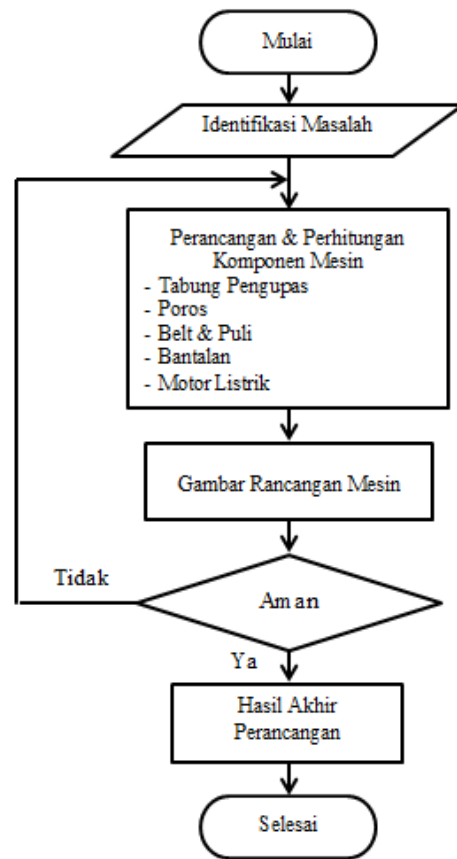 Mulai
Identifikasi Masalah
Perancangan & Perhitungan
Komponen Mesin
- Tabung Pengupas
- Poros
- Belt & Puli
- Bantalan
- Motor Listrik
Gambar Rancangan Mesin
Tidak
Aman
Ya
Hasil Akhir
Perancangan
Selesai